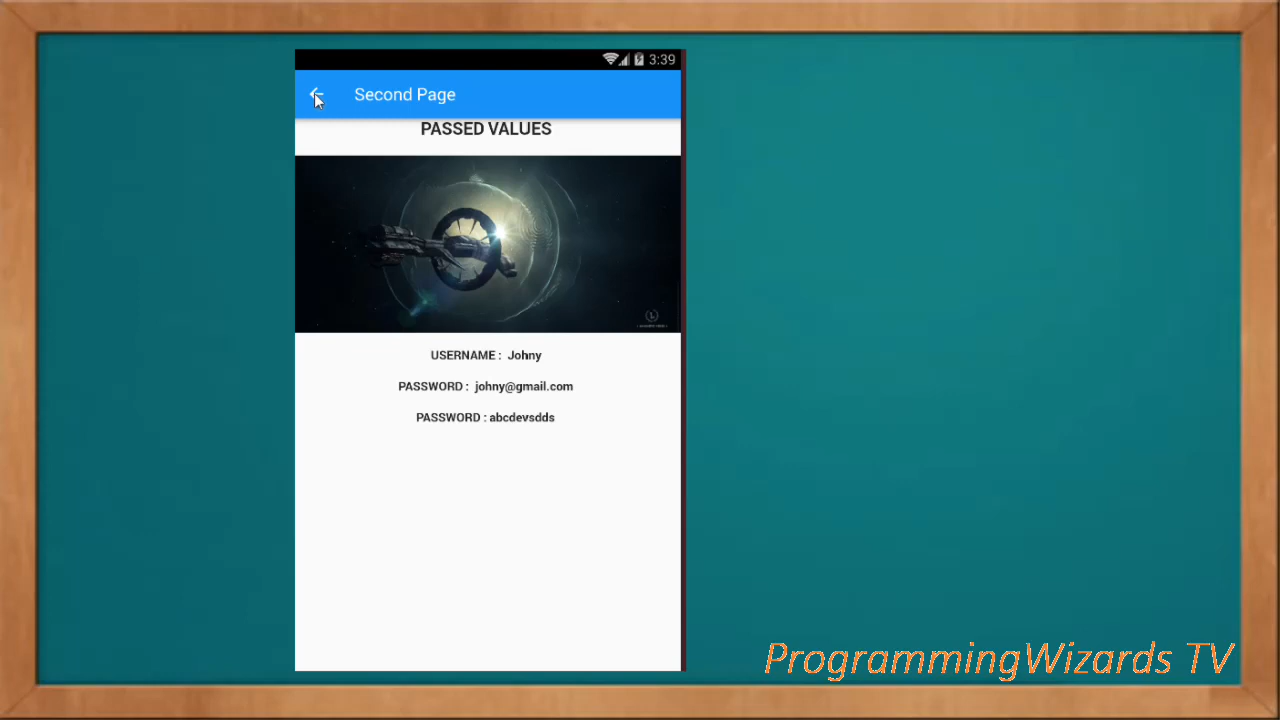 3:39
Second Page
PASSED VALUES
USERNAME : Johny
PASSWORD : johny@gmail.com
PASSWORD : abcdevsdds
ProgrammingWizards TV